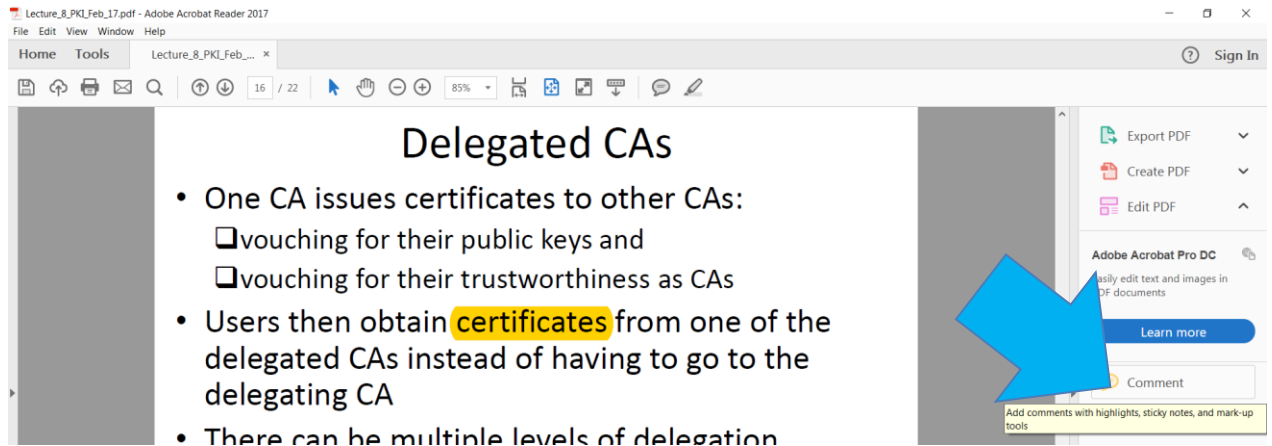 Lecture_8_PKI_Feb_17.pdf - Adobe Acrobat Reader 2017
File Edit View Window Help
Home Tools Lecture_8_PKI_Feb_... × ? Sign In
16 / 22 85%
Delegated CAs
• One CA issues certificates to other CAs:
❑vouching for their public keys and
❑vouching for their trustworthiness as CAs
• Users then obtain certificates from one of the
delegated CAs instead of having to go to the
delegating CA
• There can be multiple levels of delegation
Export PDF
Create PDF
Edit PDF
Adobe Acrobat Pro DC
edit text and images in
documents
Learn more
Comment
Add comments with highlights, sticky notes, and mark-up
tools